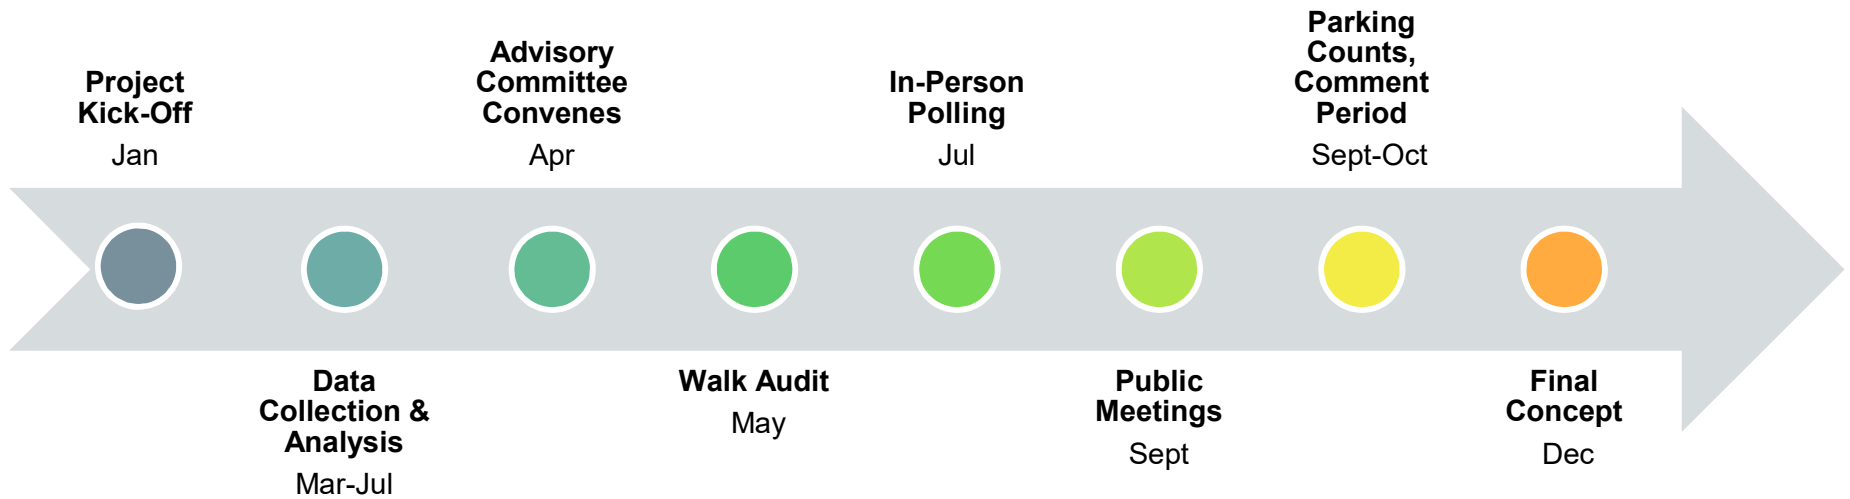 Project
Kick-Off
Jan
Data
Collection &
Analysis
Mar-Jul
Advisory
Committee
Convenes
Apr
Walk Audit
May
In-Person
Polling
Jul
Public
Meetings
Sept
Parking
Counts,
Comment
Period
Sept-Oct
Final
Concept
Dec